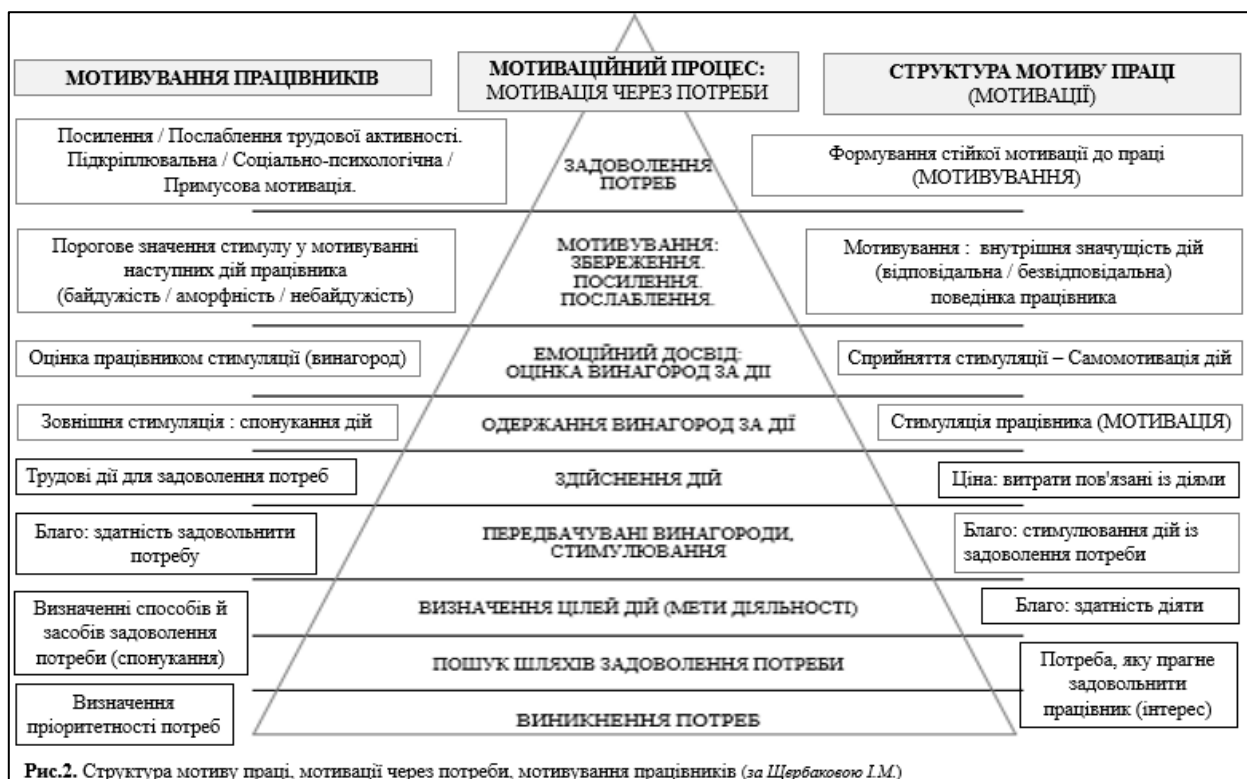 МОТИВУВАННЯ ПРАЦІВНИКІВ
МОТИВАЦІЙНИЙ ПРОЦЕС:
МОТИВАЦІЯ ЧЕРЕЗ ПОТРЕБИ
СТРУКТУРА МОТИВУ ПРАЦІ
(МОТИВАЦІЇ)
Посилення / Послаблення трудової активності.
Підкріплювальна / Соціально-психологічна /
Примусова мотивація.
ЗАДОВОЛЕННЯ
ПОТРЕБ
Формування стійкої мотивації до праці
(МОТИВУВАННЯ)
Порогове значення стимулу у мотивуванні
наступних дій працівника
(байдужість / аморфність / небайдужість)
МОТИВУВАННЯ:
ЗБЕРЕЖЕННЯ.
ПОСИЛЕННЯ.
ПОСЛАБЛЕННЯ.
Мотивування : внутрішня значущість дій
(відповідальна / безвідповідальна)
поведінка працівника
Оцінка працівником стимуляції (винагород)
ЕМОЦІЙНИЙ ДОСВІД:
ОЦІНКА ВИНАГОРОД ЗА ДІЇ
Сприйняття стимуляції – Самомотивація дій
Зовнішня стимуляція : спонукання дій
ОДЕРЖАННЯ ВИНАГОРОД ЗА ДІЇ
Стимуляція працівника (МОТИВАЦІЯ)
Трудові дії для задоволення потреб
ЗДІЙСНЕННЯ ДІЙ
Ціна: витрати пов'язані із діями
Благо: здатність задовольнити
потребу
ПЕРЕДБАЧУВАНІ ВИНАГОРОДИ,
СТИМУЛЮВАННЯ
Благо: стимулювання дій із
задоволення потреби
Визначенні способів й
засобів задоволення
потреби (спонукання)
ВИЗНАЧЕННЯ ЦІЛЕЙ ДІЙ (МЕТИ ДІЯЛЬНОСТІ)
Благо: здатність діяти
ПОШУК ШЛЯХІВ ЗАДОВОЛЕННЯ ПОТРЕБИ
Потреба, яку прагне
задовольнити
працівник (інтерес)
Визначення
пріоритетності потреб
ВИНИКНЕННЯ ПОТРЕБ
Рис.2. Структура мотиву праці, мотивації через потреби, мотивування працівників (за Щербаковою І.М.)